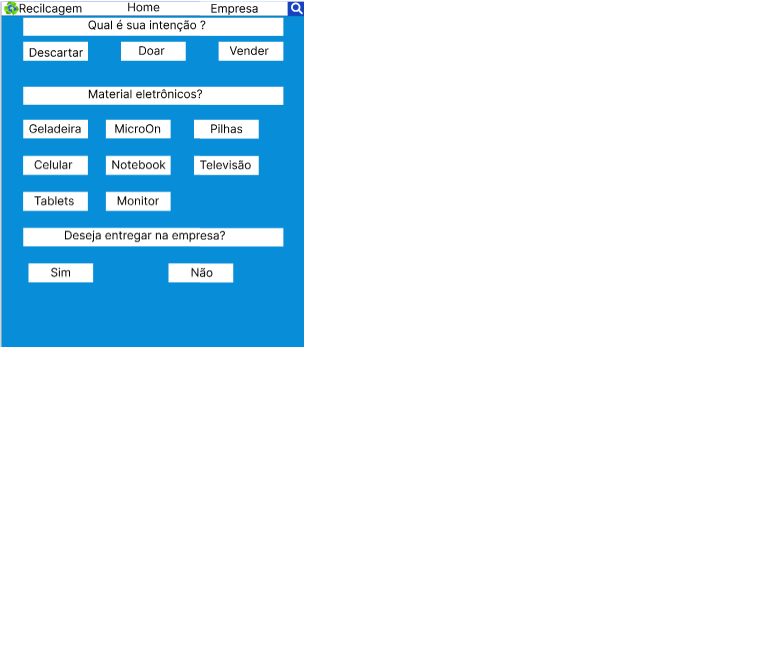 Recilcagem Home Empresa
Qual é sua intenção ?
Descartar Doar Vender
Material eletrônicos?
Geladeira MicroOn Pilhas
Celular Notebook Televisão
Tablets Monitor
Deseja entregar na empresa?
Sim Não